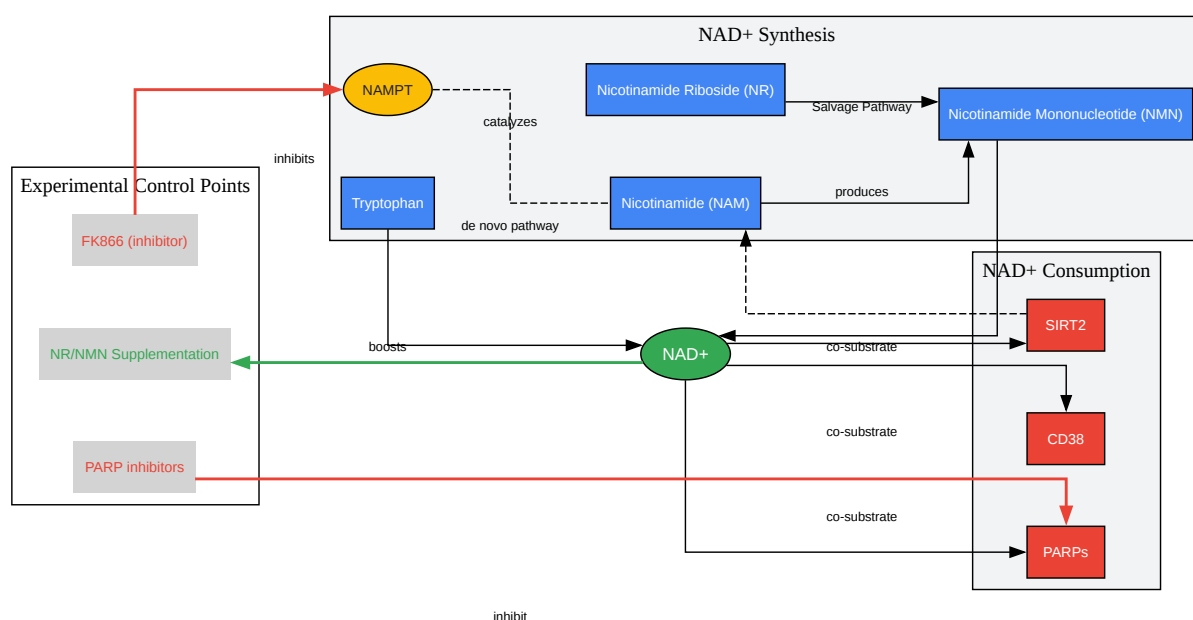 NAD+ Synthesis
NAMPT
Nicotinamide Riboside (NR)
Salvage Pathway
Nicotinamide Mononucleotide (NMN)
catalyzes
inhibits
Experimental Control Points
Tryptophan
Nicotinamide (NAM)
produces
de novo pathway
FK866 (inhibitor)
NAD+ Consumption
SIRT2
NR/NMN Supplementation
boosts
NAD+
co-substrate
co-substrate
CD38
PARP inhibitors
co-substrate
PARPs
inhibit